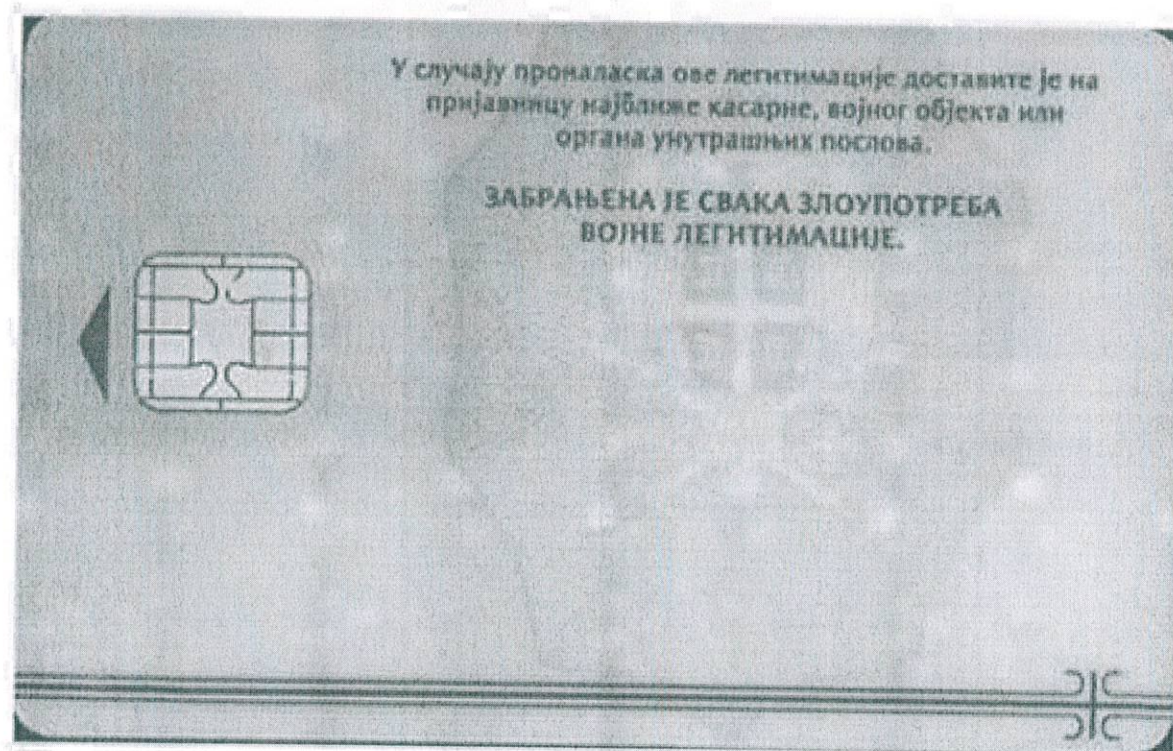 У случају проналаска ове легитимације доставите је на
пријавницу најближе касарне, војног објекта или
органа унутрашњих послова.
ЗАБРАЊЕНА ЈЕ СВАКА ЗЛОУПОТРЕБА
ВОЈНЕ ЛЕГИТИМАЦИЈЕ.